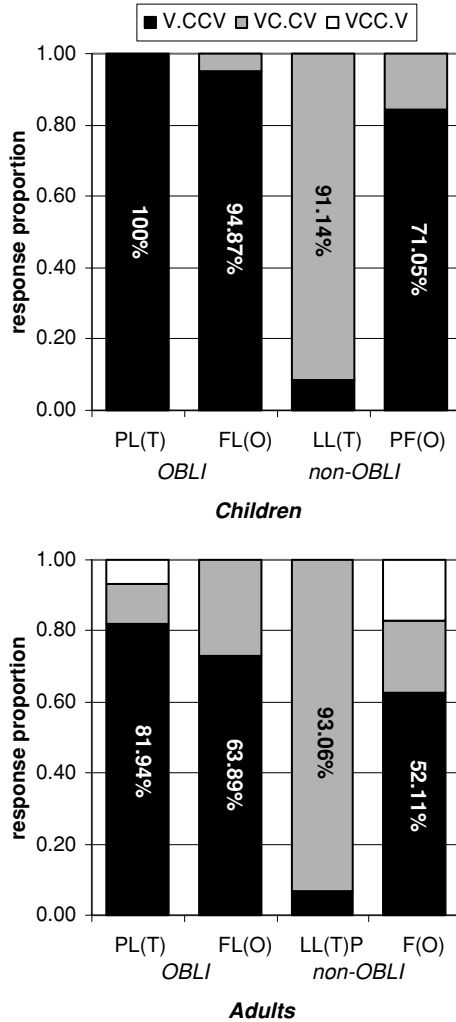 V.CCV VC.CV VCC.V
response proportion
1.00
0.80
0.60
0.40
0.20
0.00
100%
94.87%
91.14%
71.05%
PL(T) FL(O) LL(T) PF(O)
OBLI non-OBLI
Children
response proportion
1.00
0.80
0.60
0.40
0.20
0.00
81.94%
63.89%
93.06%
52.11%
PL(T) FL(O) LL(T)P F(O)
OBLI non-OBLI
Adults